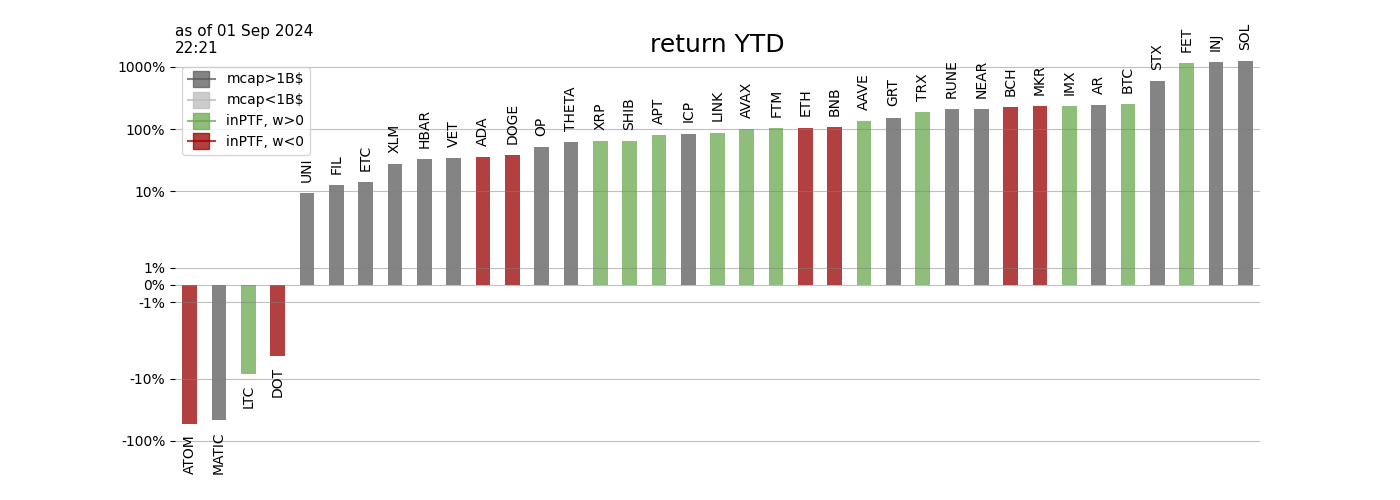 as of 01 Sep 2024
22:21
return YTD
mcap>1B$
mcap<1B$
inPTF, w>0
inPTF, w<0
1000%
100%
10%
1%
0%
-1%
-10%
-100%
ATOM
MATIC
LTC
DOT
UNI
FIL
ETC
XLM
HBAR
VET
ADA
DOGE
OP
THETA
XRP
SHIB
APT
ICP
LINK
AVAX
FTM
ETH
BNB
AAVE
GRT
TRX
RUNE
NEAR
BCH
MKR
IMX
AR
BTC
STX
FET
INJ
SOL